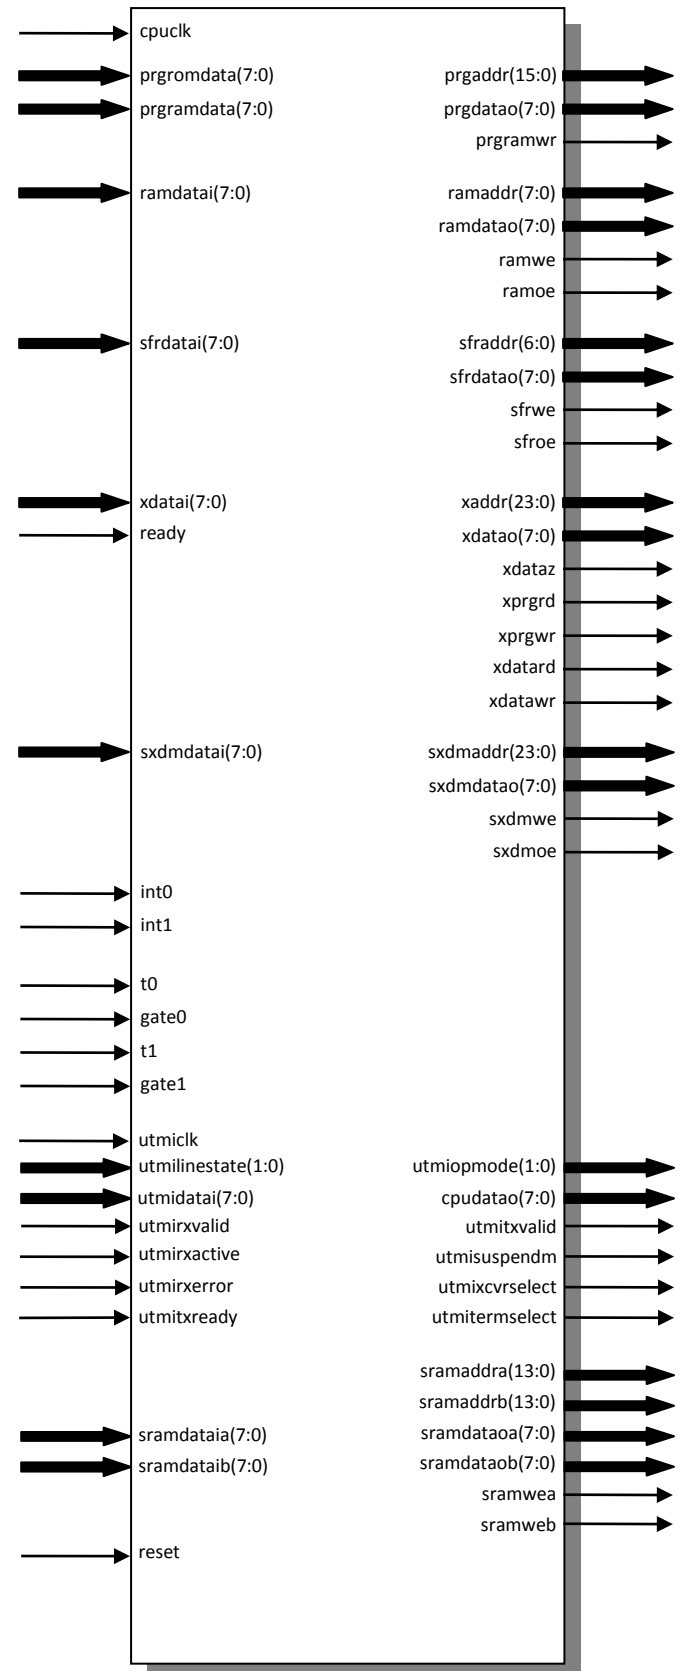 cpuclk
prgromdata(7:0) prgaddr(15:0)
prgramdata(7:0) prgdatao(7:0)
prgramwr
ramdatai(7:0) ramaddr(7:0)
ramdatao(7:0)
ramwe
ramoe
sfrdatai(7:0) sfraddr(6:0)
sfrdatao(7:0)
sfrwe
sfroe
xdatai(7:0) xaddr(23:0)
ready xdatao(7:0)
xdataz
xprgrd
xprgwr
xdatard
xdatawr
sxdmdatai(7:0) sxdmaddr(23:0)
sxdmdatao(7:0)
sxdmwe
sxdmoe
int0
int1
t0
gate0
t1
gate1
utmiclk
utmilinestate(1:0) utmiopmode(1:0)
utmidatai(7:0) cpudatao(7:0)
utmirxvalid utmitxvalid
utmirxactive utmisuspendm
utmirxerror utmixcvrselect
utmitxready utmitermselect
sramaddra(13:0)
sramaddrb(13:0)
sramdataia(7:0) sramdataoa(7:0)
sramdataib(7:0) sramdataob(7:0)
sramwea
sramweb
reset